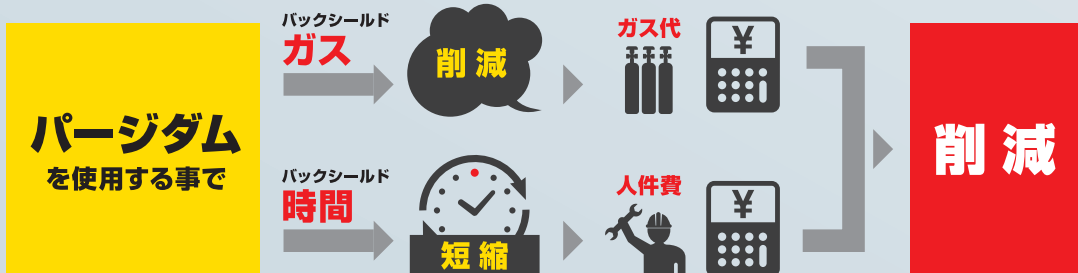 パージダム
を使用する事で
バックシールド
ガス
削減
ガス代
¥
バックシールド
時間
短縮
人件費
¥
削減